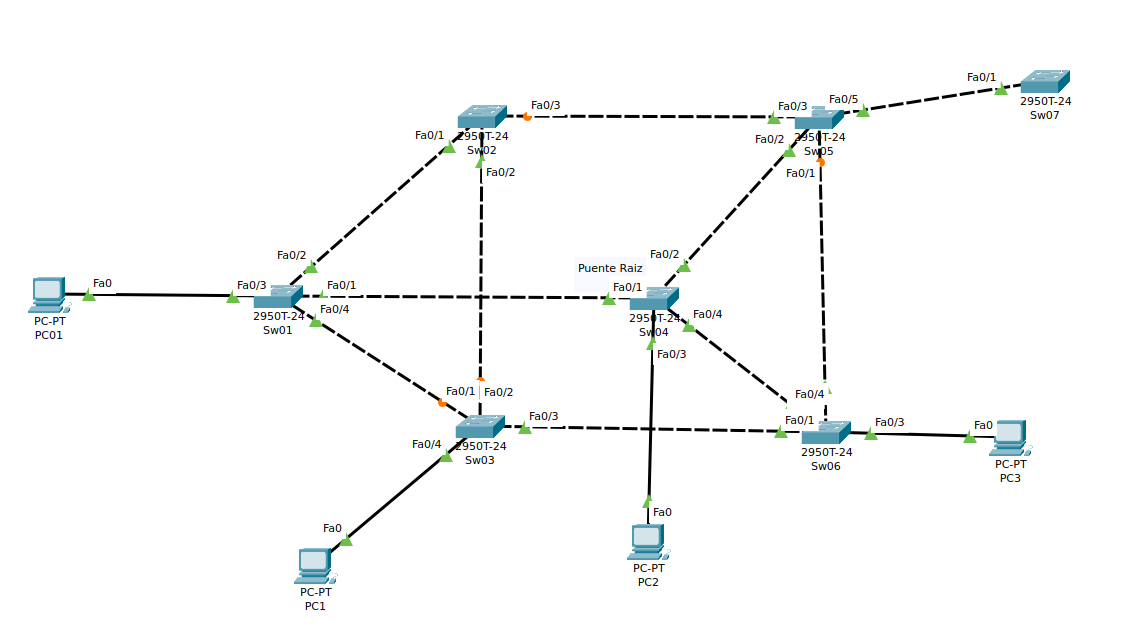 Fa0/1
2950T-24
Sw07
Fa0/3
2950T-24
Sw02
Fa0/1
Fa0/2
Fa0/3
Fa0/5
2950T-24
Sw05
Fa0/2
Fa0/1
Fa0
PC-PT
PC01
Fa0/2
Fa0/3
Fa0/1
2950T-24
Sw01
Fa0/4
Puente Raiz
Fa0/2
Fa0/1
2950T-24
Sw04
Fa0/4
Fa0/3
Fa0/1
Fa0/2
Fa0/3
Fa0/4
2950T-24
Sw03
Fa0/4
Fa0/1
Fa0/3
2950T-24
Sw06
Fa0
PC-PT
PC3
Fa0
PC-PT
PC1
Fa0
PC-PT
PC2